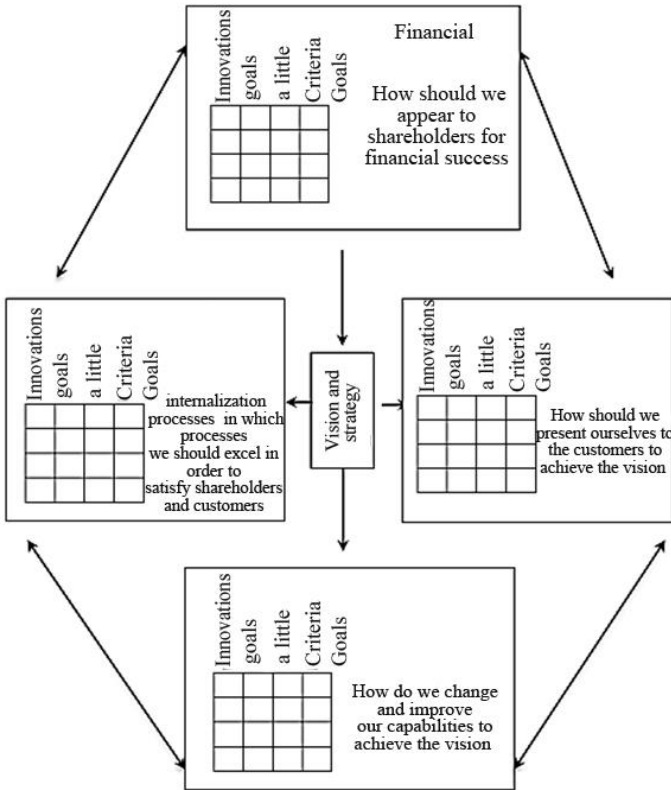 Financial
Innovations
goals
a little
Criteria
Goals
How should we
appear to
shareholders for
financial success
Innovations
goals
a little
Criteria
Goals
internalization
processes in which
processes
we should excel in
order to
satisfy shareholders
and customers
Vision and
strategy
Innovations
goals
a little
Criteria
Goals
How should we
present ourselves to
the customers to
achieve the vision
Innovations
goals
a little
Criteria
Goals
How do we change
and improve
our capabilities to
achieve the vision